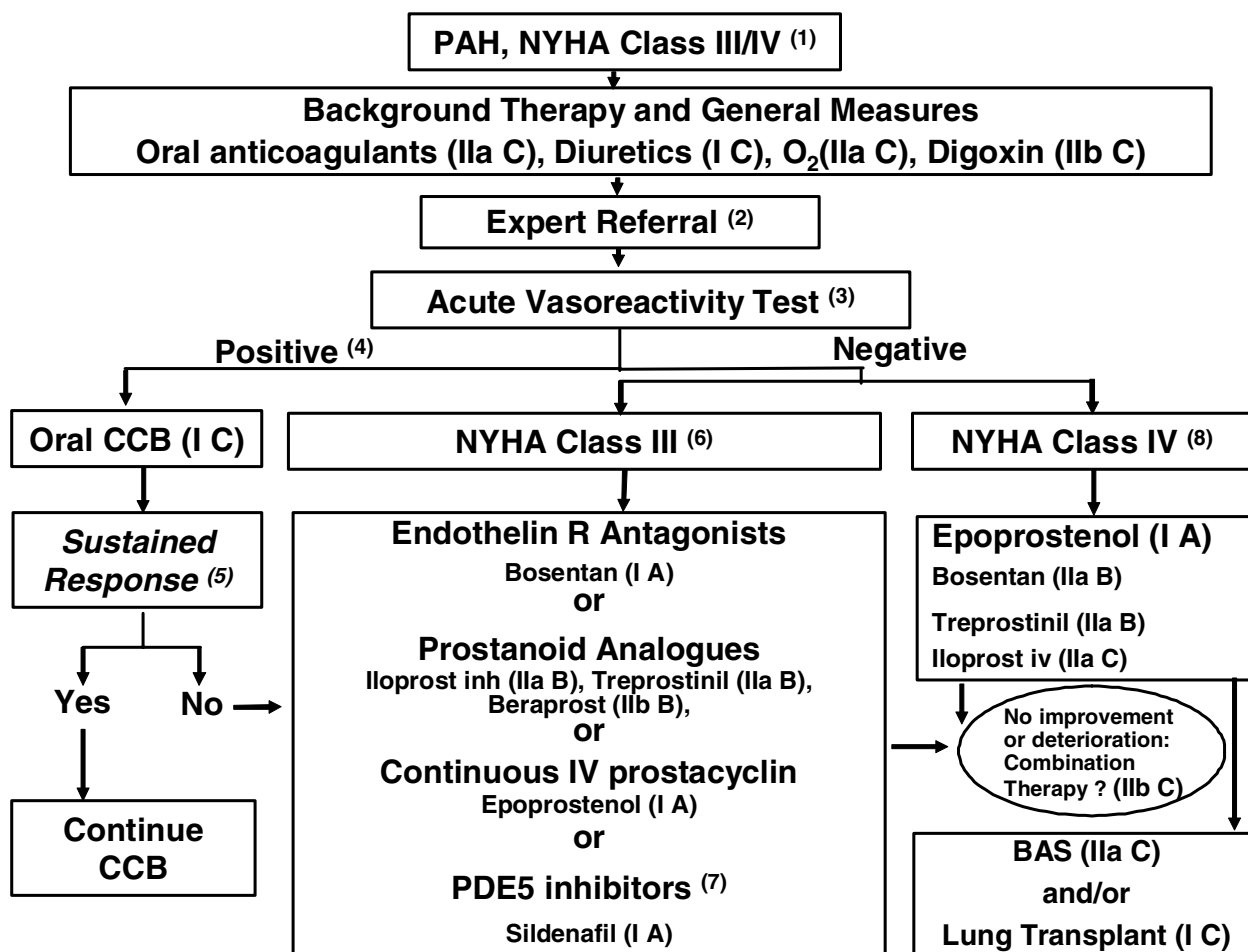 PAH, NYHA Class III/IV (1)
Background Therapy and General Measures
Oral anticoagulants (IIa C), Diuretics (I C), O₂(IIa C), Digoxin (IIb C)
Expert Referral (2)
Acute Vasoreactivity Test (3)
Positive (4)
Negative
Oral CCB (I C)
NYHA Class III (6)
NYHA Class IV (8)
Sustained
Response (5)
Yes
No
Continue
CCB
Endothelin R Antagonists
Bosentan (I A)
or
Prostanoid Analogues
Iloprost inh (IIa B), Treprostinil (IIa B),
Beraprost (IIb B),
or
Continuous IV prostacyclin
Epoprostenol (I A)
or
PDE5 inhibitors (7)
Sildenafil (I A)
Epoprostenol (I A)
Bosentan (IIa B)
Treprostinil (IIa B)
Iloprost iv (IIa C)
No improvement
or deterioration:
Combination
Therapy ? (IIb C)
BAS (IIa C)
and/or
Lung Transplant (I C)